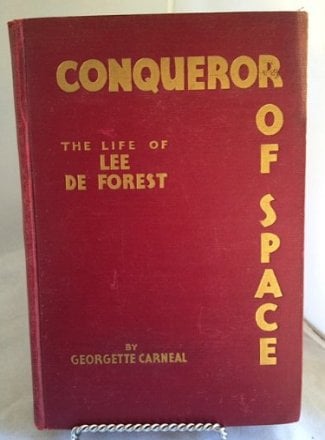 CONQUEROR
OF SPACE
THE LIFE OF
LEE
DE FOREST
BY
GEORGETTE CARNEAL